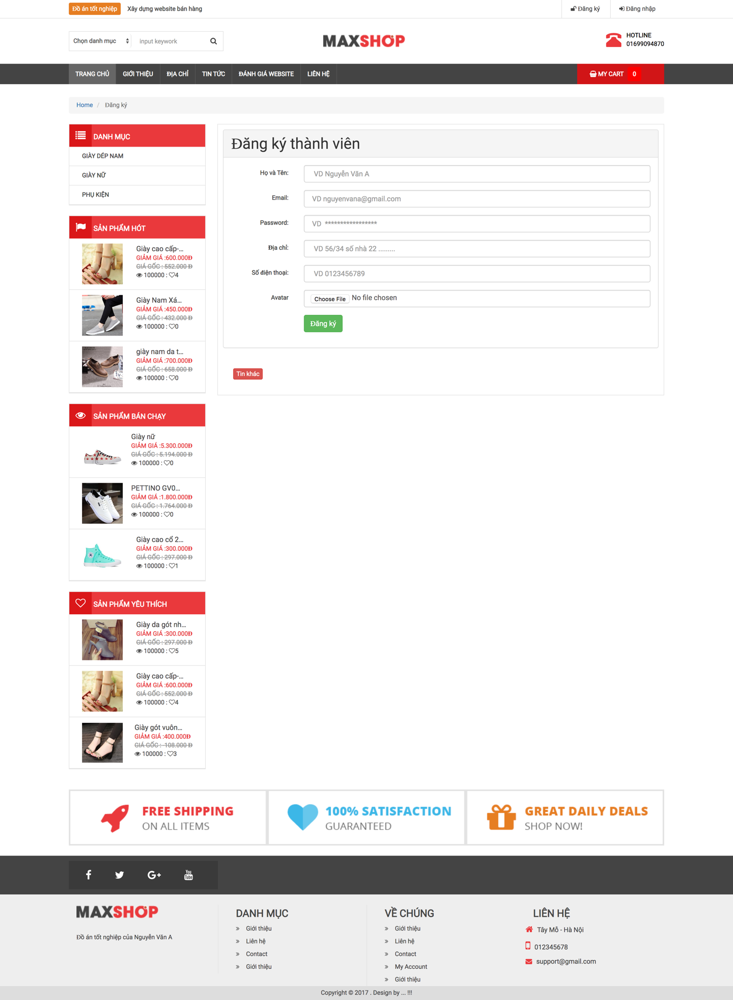 Đồ án tốt nghiệp Xây dựng website bán hàng Đăng ký Đăng nhập
Chọn danh mục input keywork
MAXSHOP
HOTLINE
01699094870
TRANG CHỦ GIỚI THIỆU ĐỊA CHỈ TIN TỨC ĐÁNH GIÁ WEBSITE LIÊN HỆ MY CART 0
Home / Đăng ký
DANH MỤC
GIÀY DÉP NAM
GIÀY NỮ
PHỤ KIỆN
SẢN PHẨM HÓT
Giày cao cấp-...
GIẢM GIÁ :600.000Đ
GIÁ GỐC : 552.000 Đ
100000 : 4
Giày Nam Xá...
GIẢM GIÁ :450.000Đ
GIÁ GỐC : 432.000 Đ
100000 : 0
giày nam da t...
GIẢM GIÁ :700.000Đ
GIÁ GỐC : 658.000 Đ
100000 : 0
SẢN PHẨM BÁN CHẠY
Giày nữ
GIẢM GIÁ :5.300.000Đ
GIÁ GỐC : 5.194.000 Đ
100000 : 0
PETTINO GV0...
GIẢM GIÁ :1.800.000Đ
GIÁ GỐC : 1.764.000 Đ
100000 : 0
Giày cao cổ 2...
GIẢM GIÁ :300.000Đ
GIÁ GỐC : 297.000 Đ
100000 : 1
SẢN PHẨM YÊU THÍCH
Giày da gót nh...
GIẢM GIÁ :300.000Đ
GIÁ GỐC : 297.000 Đ
100000 : 5
Giày cao cấp-...
GIẢM GIÁ :600.000Đ
GIÁ GỐC : 552.000 Đ
100000 : 4
Giày gót vuôn...
GIẢM GIÁ :400.000Đ
GIÁ GỐC : -108.000 Đ
100000 : 3
Đăng ký thành viên
Họ và Tên: VD Nguyễn Văn A
Email: VD nguyenvana@gmail.com
Password: VD *****************
Địa chỉ: VD 56/34 số nhà 22 .........
Số điện thoại: VD 0123456789
Avatar Choose File No file chosen
Đăng ký
Tin khác
FREE SHIPPING
ON ALL ITEMS
100% SATISFACTION
GUARANTEED
GREAT DAILY DEALS
SHOP NOW!
You
Tube
MAXSHOP
Đồ án tốt nghiệp của Nguyễn Văn A
DANH MỤC
Giới thiệu
Liên hệ
Contact
Giới thiệu
VỀ CHÚNG
Giới thiệu
Liên hệ
Contact
My Account
Giới thiệu
LIÊN HỆ
Tây Mỗ - Hà Nội
012345678
support@gmail.com
Copyright © 2017 . Design by ... !!!